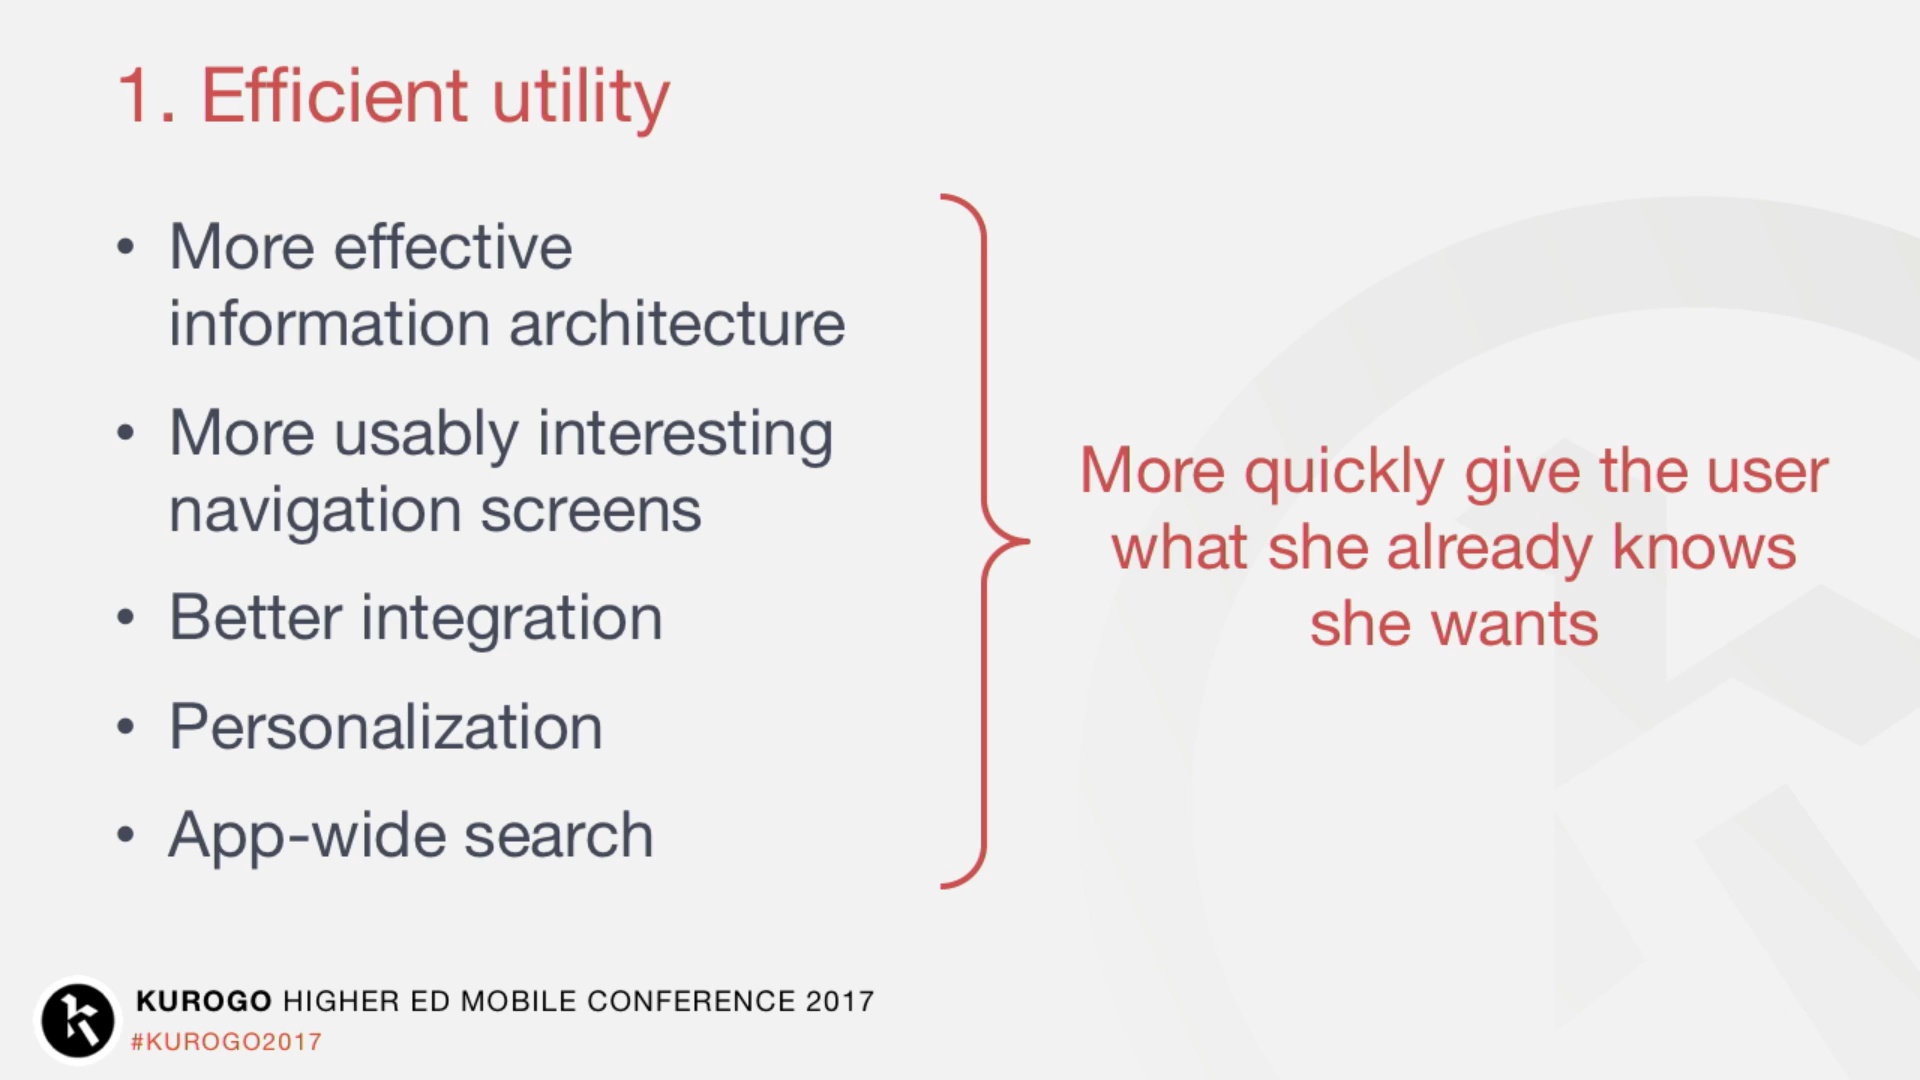 1. Efficient utility
• More effective
information architecture
• More usably interesting
navigation screens
• Better integration
• Personalization
• App-wide search
More quickly give the user
what she already knows
she wants
KUROGO HIGHER ED MOBILE CONFERENCE 2017
#KUROGO2017